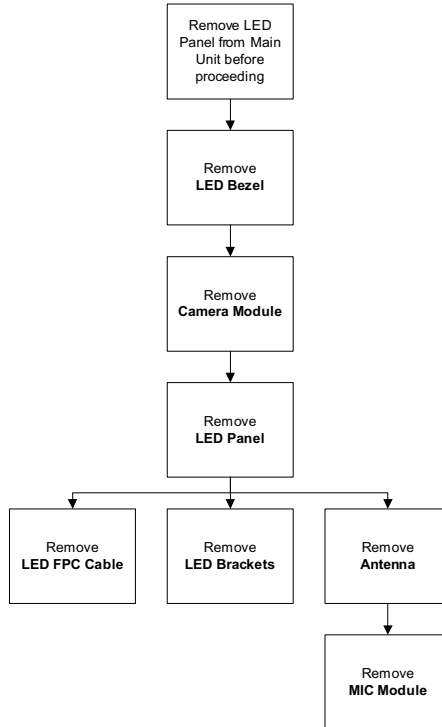 Remove LED
Panel from Main
Unit before
proceeding
Remove
LED Bezel
Remove
Camera Module
Remove
LED Panel
Remove
LED FPC Cable
Remove
LED Brackets
Remove
Antenna
Remove
MIC Module